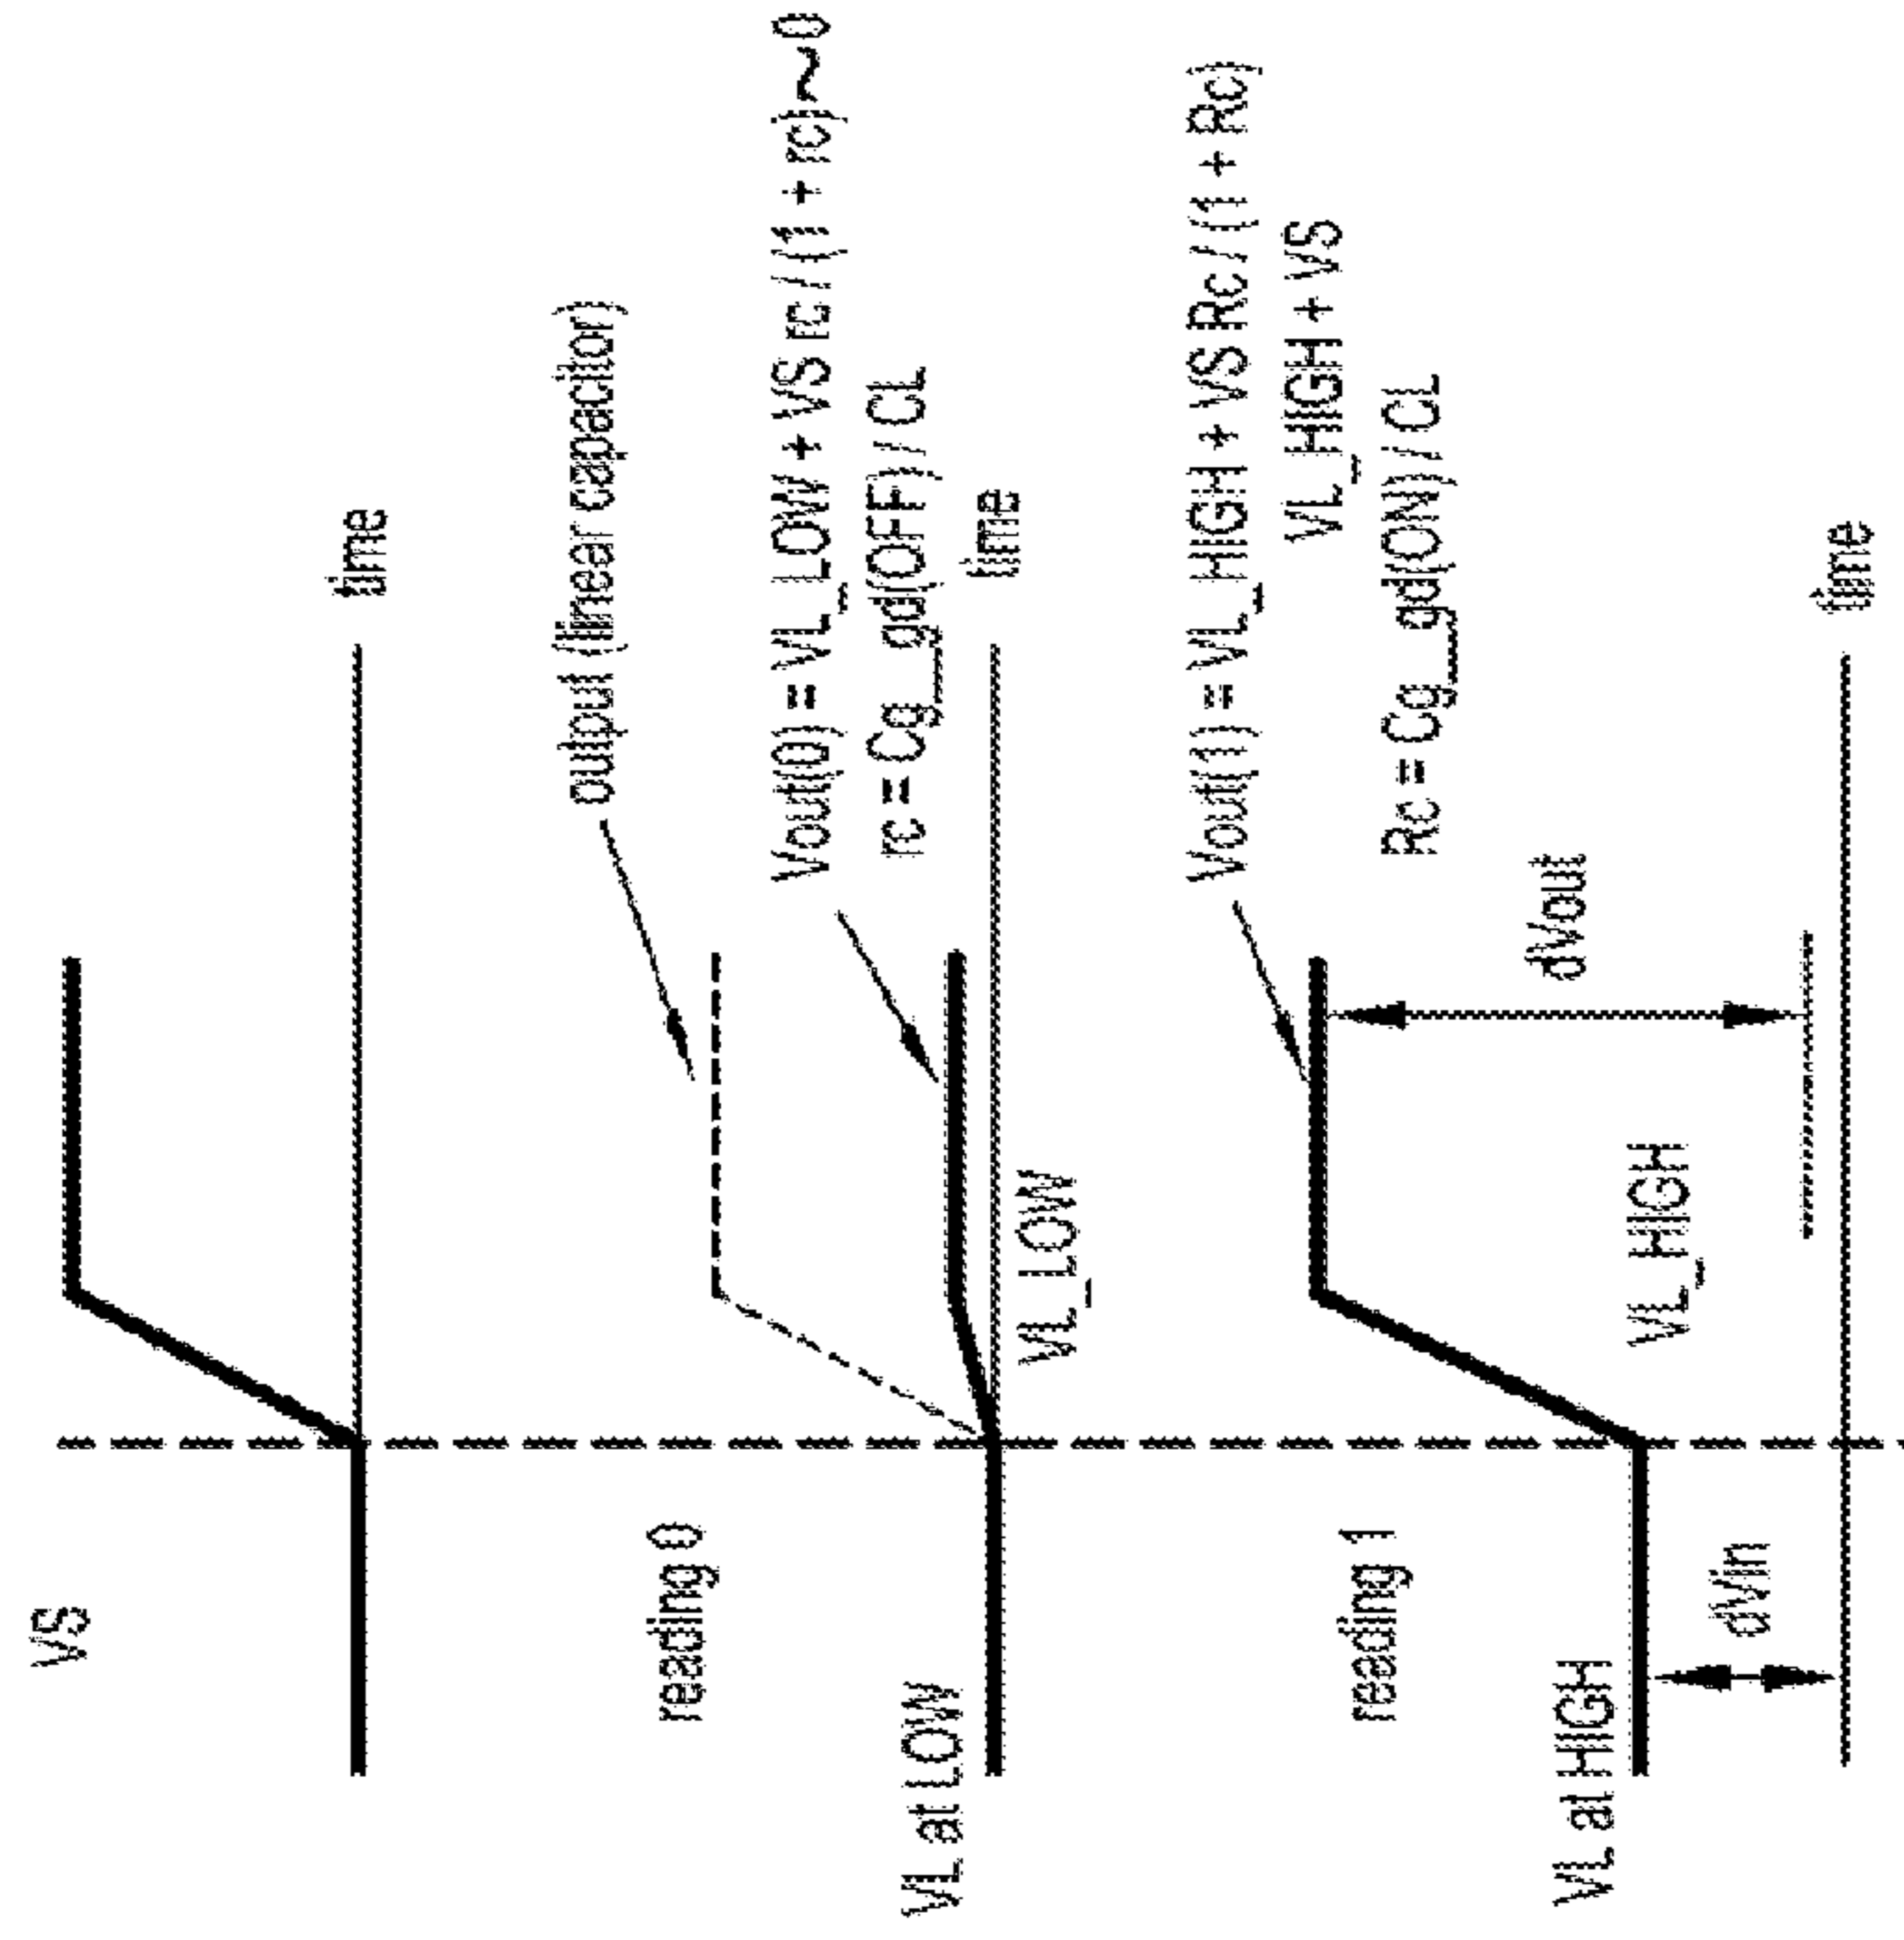 VS
time
reading 0
output (liner capacitor)
VL at LOW
Vout(0) = VL_LOW + VS rc / (1 + rc) ~ 0
rc = Cg_gd(OFF) / CL
time
VL_LOW
reading 1
Vout(1) = VL_HIGH + VS Rc / (1 + Rc)
VL_HIGH + VS
Rc = Cg_gd(ON) / CL
VL at HIGH
dVout
VL_HIGH
dVin
time